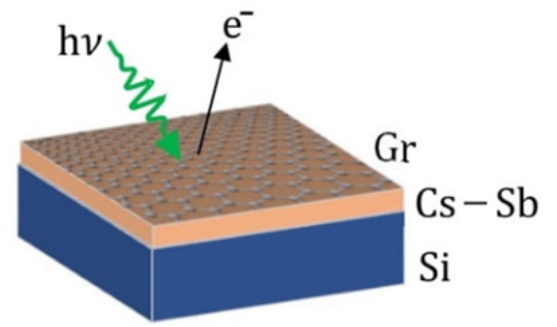 hν
e⁻
Gr
Cs – Sb
Si